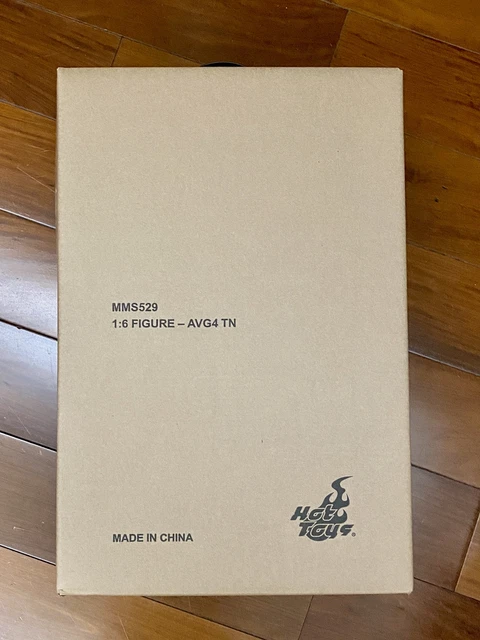 MMS529
1:6 FIGURE – AVG4 TN
MADE IN CHINA
Hot
Toys®